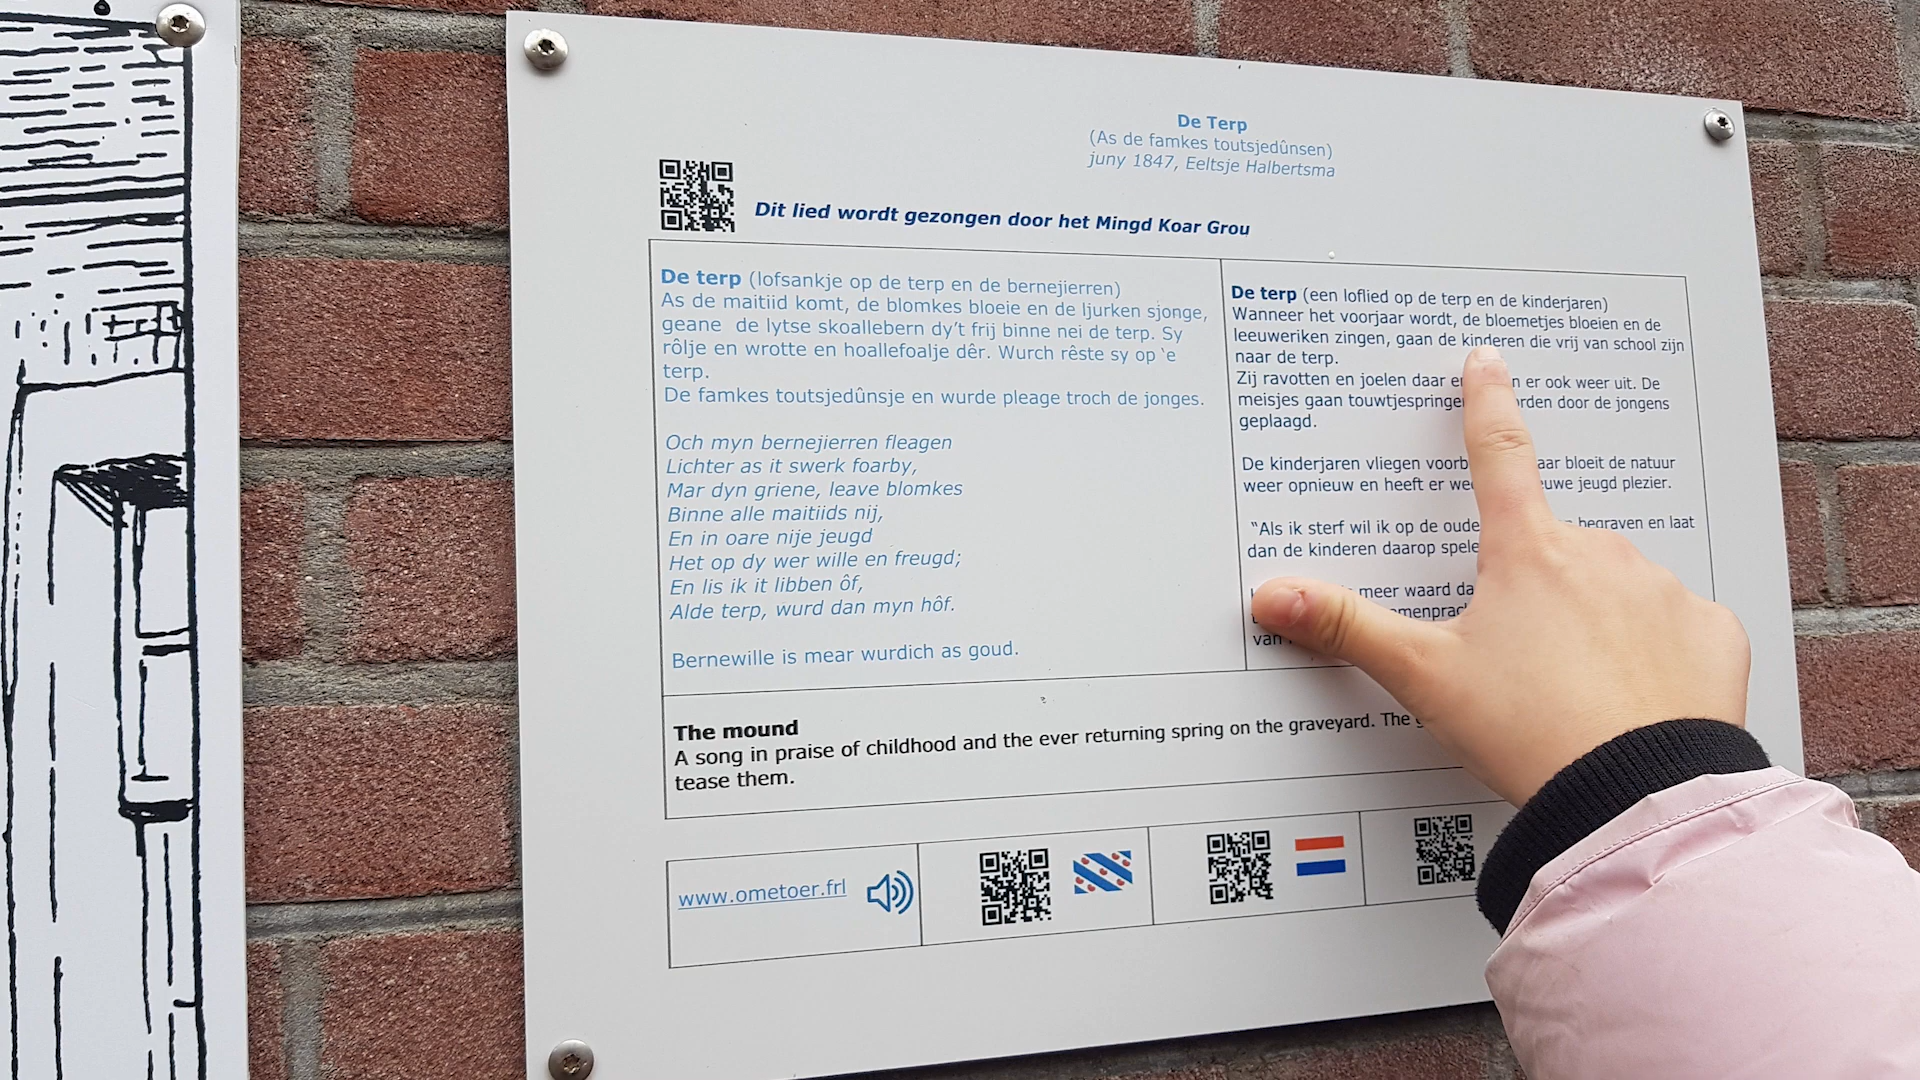 De Terp
(As de famkes toutsjedûnsen)
juny 1847, Eeltsje Halbertsma
Dit lied wordt gezongen door het Mingd Koar Grou
De terp (lofsankje op de terp en de bernejierren)
As de maitiid komt, de blomkes bloeie en de ljurken sjonge,
geane de lytse skoallebern dy't frij binne nei de terp. Sy
rôlje en wrotte en hoallefoalje dêr. Wurch rêste sy op 'e
terp.
De famkes toutsjedûnsje en wurde pleage troch de jonges.
Och myn bernejierren fleagen
Lichter as it swerk foarby,
Mar dyn griene, leave blomkes
Binne alle maitiids nij,
En in oare nije jeugd
Het op dy wer wille en freugd;
En lis ik it libben ôf,
Alde terp, wurd dan myn hôf.
Bernewille is mear wurdich as goud.
De terp (een loflied op de terp en de kinderjaren)
Wanneer het voorjaar wordt, de bloemetjes bloeien en de
leeuweriken zingen, gaan de kinderen die vrij van school zijn
naar de terp.
Zij ravotten en joelen daar er ook weer uit. De
meisjes gaan door de jongens
geplaagd.
De kinderjaren vliegen bloeit de natuur
weer opnieuw en heeft er jeugd plezier.
"Als ik sterf wil ik op de oude begraven en laat
dan de kinderen daarop
meer waard
van
The mound
A song in praise of childhood and the ever returning spring on the graveyard. The
tease them.
www.ometoer.frl